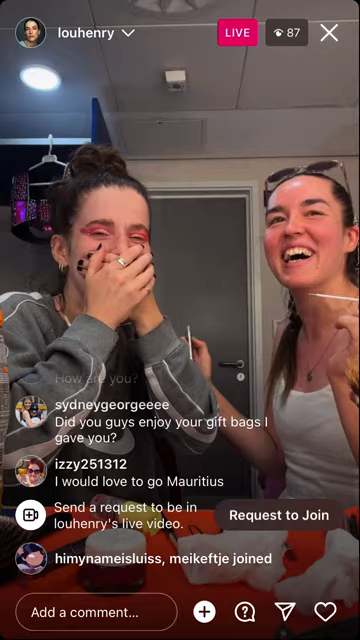 louhenry
LIVE
87
How are you?
sydneygeorgeeee
Did you guys enjoy your gift bags I
gave you?
izzy251312
I would love to go Mauritius
Send a request to be in
louhenry's live video.
Request to Join
himynameisluiss, meikeftje joined
Add a comment...